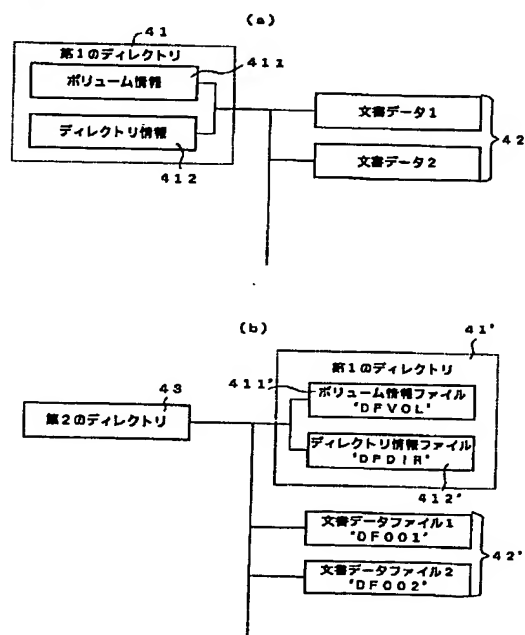 (a)
41
第1のディレクトリ
411
ボリューム情報
文書データ1
42
ディレクトリ情報
文書データ2
412
(b)
41'
第1のディレクトリ
43
411'
ボリューム情報ファイル
"DFVOL"
第2のディレクトリ
ディレクトリ情報ファイル
"DFDIR"
412'
文書データファイル1
"DF001"
42'
文書データファイル2
"DF002"